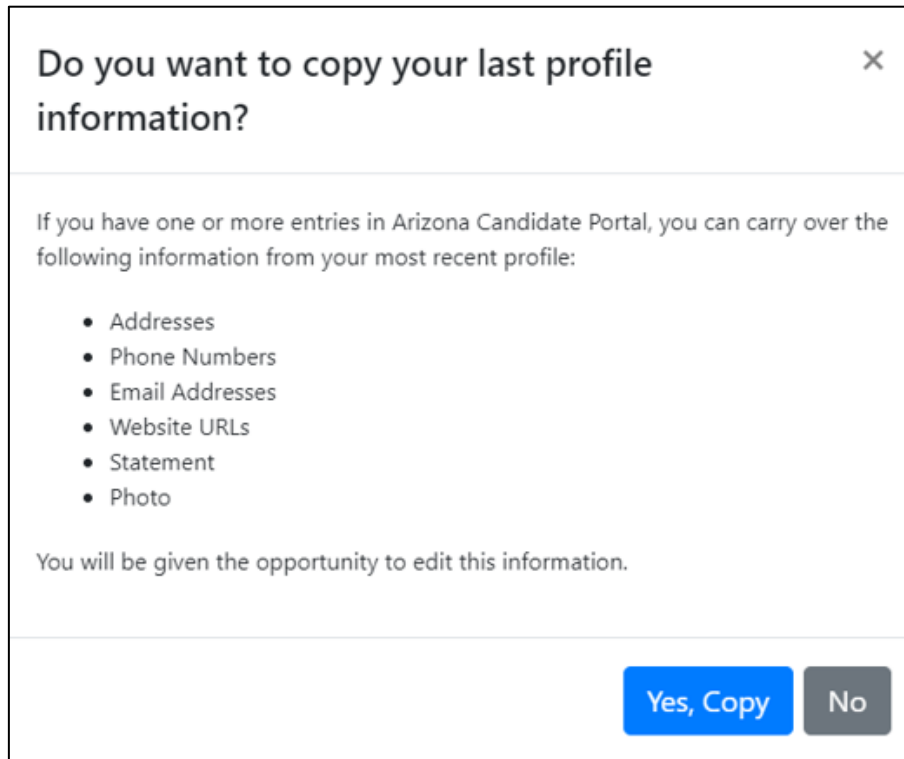 Do you want to copy your last profile
information?
×
If you have one or more entries in Arizona Candidate Portal, you can carry over the
following information from your most recent profile:
• Addresses
• Phone Numbers
• Email Addresses
• Website URLs
• Statement
• Photo
You will be given the opportunity to edit this information.
Yes, Copy
No